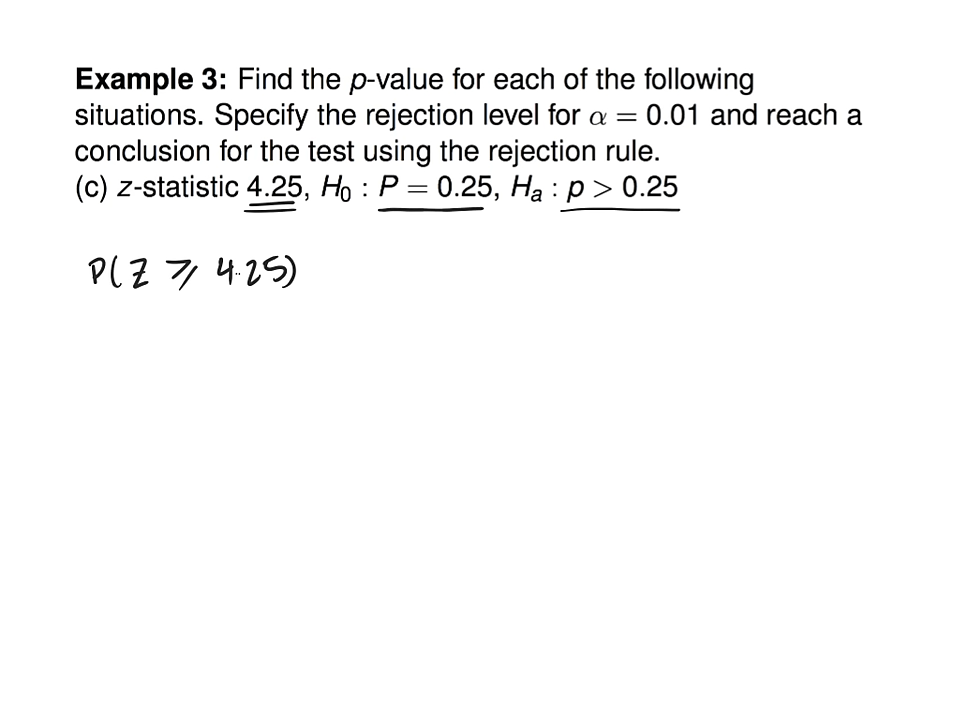 Example 3: Find the p-value for each of the following
situations. Specify the rejection level for α = 0.01 and reach a
conclusion for the test using the rejection rule.
(c) z-statistic 4.25, H₀ : P = 0.25, Hₐ : p > 0.25
P(Z ⩾ 4.25)